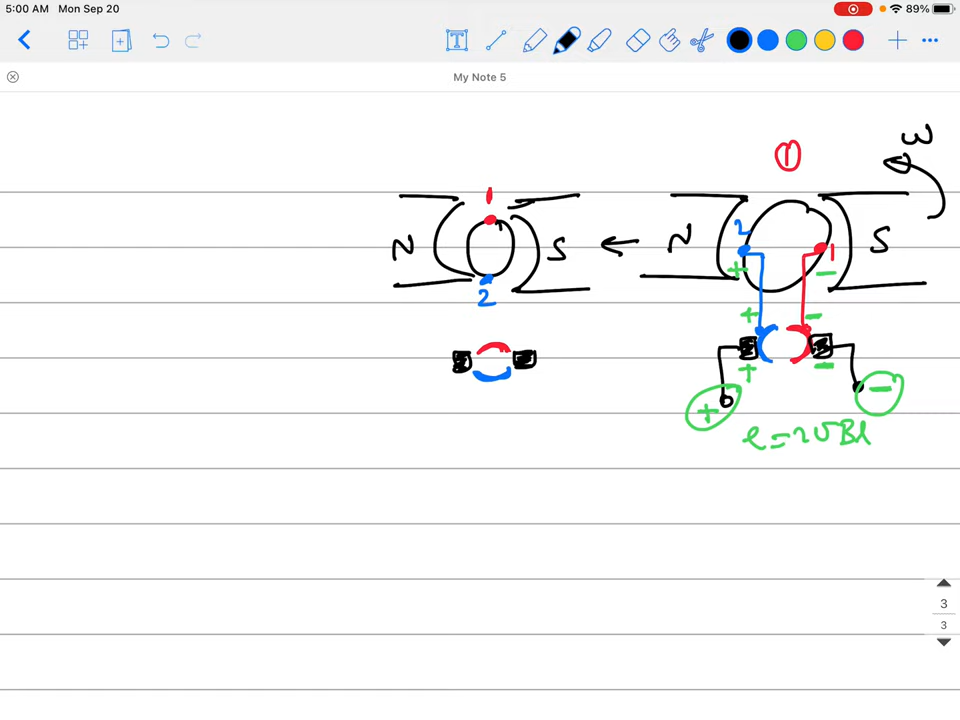 5:00 AM Mon Sep 20
89%
My Note 5
①
ω
1
N
S
2
N
2
1
S
+
−
+
−
+
−
+
−
e=2vBl
3
3